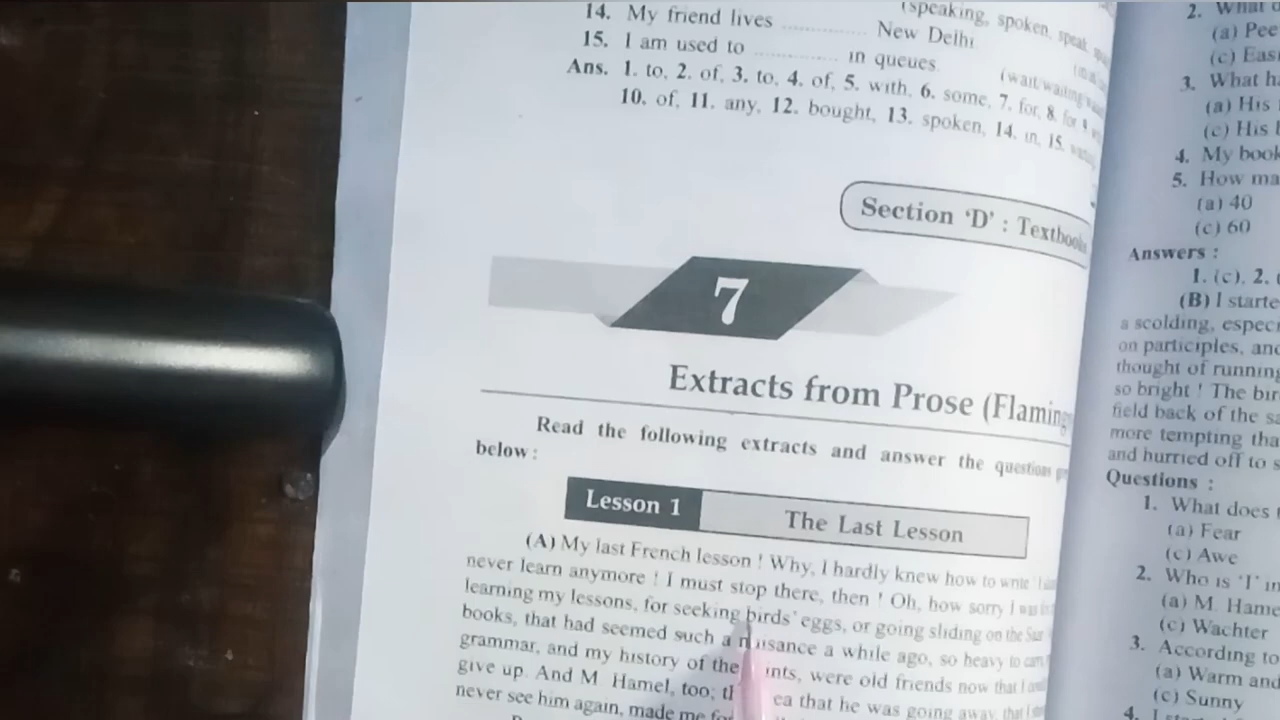 (speaking, spoken, speak
14. My friend lives .............. New Delhi.
15. I am used to .............. in queues. (wait/waiting
Ans. 1. to, 2. of, 3. to, 4. of, 5. with, 6. some, 7. for, 8. for
10. of, 11. any, 12. bought, 13. spoken, 14. in, 15.
Section 'D' : Textbooks
7
Extracts from Prose (Flamin
Read the following extracts and answer the questions
below :
Lesson 1 The Last Lesson
(A) My last French lesson ! Why, I hardly knew how to write !
never learn anymore ! I must stop there, then ! Oh, how sorry I was
learning my lessons, for seeking birds' eggs, or going sliding on the
books, that had seemed such a nuisance a while ago, so heavy to
grammar, and my history of the ints, were old friends now that I
give up. And M. Hamel, too; th ea that he was going away, that I
never see him again, made me
2. What
(a) Pee
(c) Eas
3. What ha
(a) His
(c) His
4. My book
5. How ma
(a) 40
(c) 60
Answers :
1. (c), 2.
(B) I starte
a scolding, especi
on participles, and
thought of running
so bright ! The bir
field back of the sa
more tempting tha
and hurried off to s
Questions :
1. What does
(a) Fear
(c) Awe
2. Who is 'I' in
(a) M. Hame
(c) Wachter
3. According to
(a) Warm and
(c) Sunny
4.